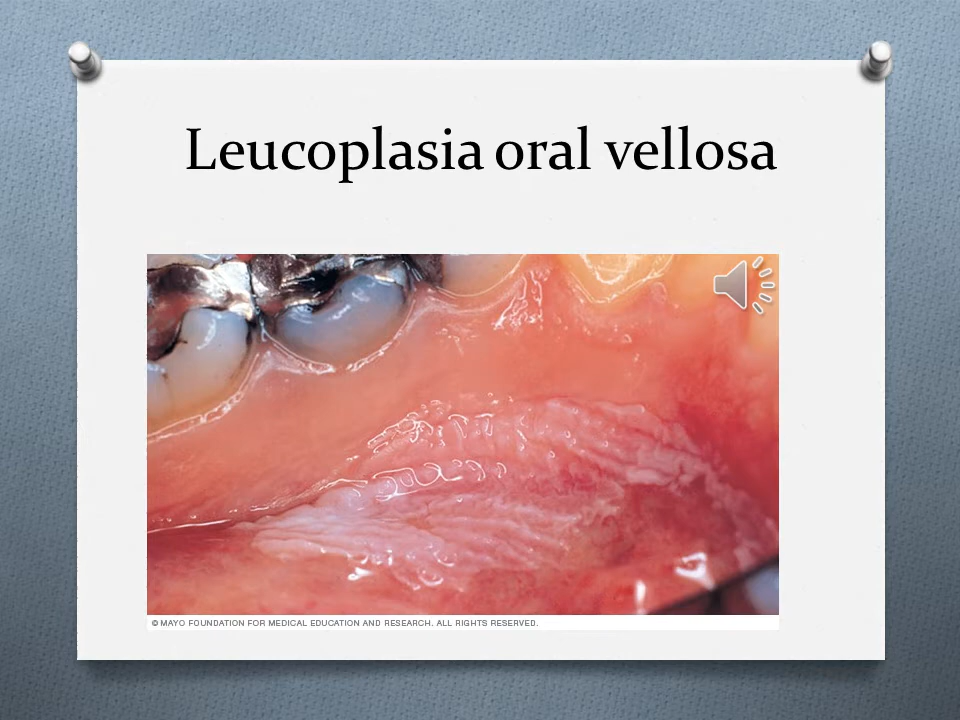 Leucoplasia oral vellosa
© MAYO FOUNDATION FOR MEDICAL EDUCATION AND RESEARCH. ALL RIGHTS RESERVED.